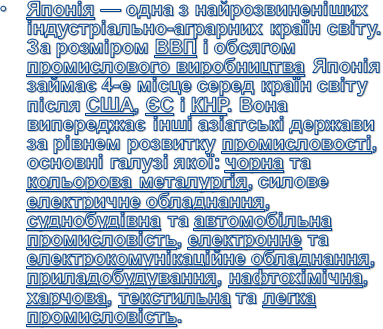 • Японія — одна з найрозвиненіших
індустріально-аграрних країн світу.
За розміром ВВП і обсягом
промислового виробництва Японія
займає 4-е місце серед країн світу
після США, ЄС і КНР. Вона
випереджає інші азіатські держави
за рівнем розвитку промисловості,
основні галузі якої: чорна та
кольорова металургія, силове
електричне обладнання,
суднобудівна та автомобільна
промисловість, електронне та
електрокомунікаційне обладнання,
приладобудування, нафтохімічна,
харчова, текстильна та легка
промисловість.